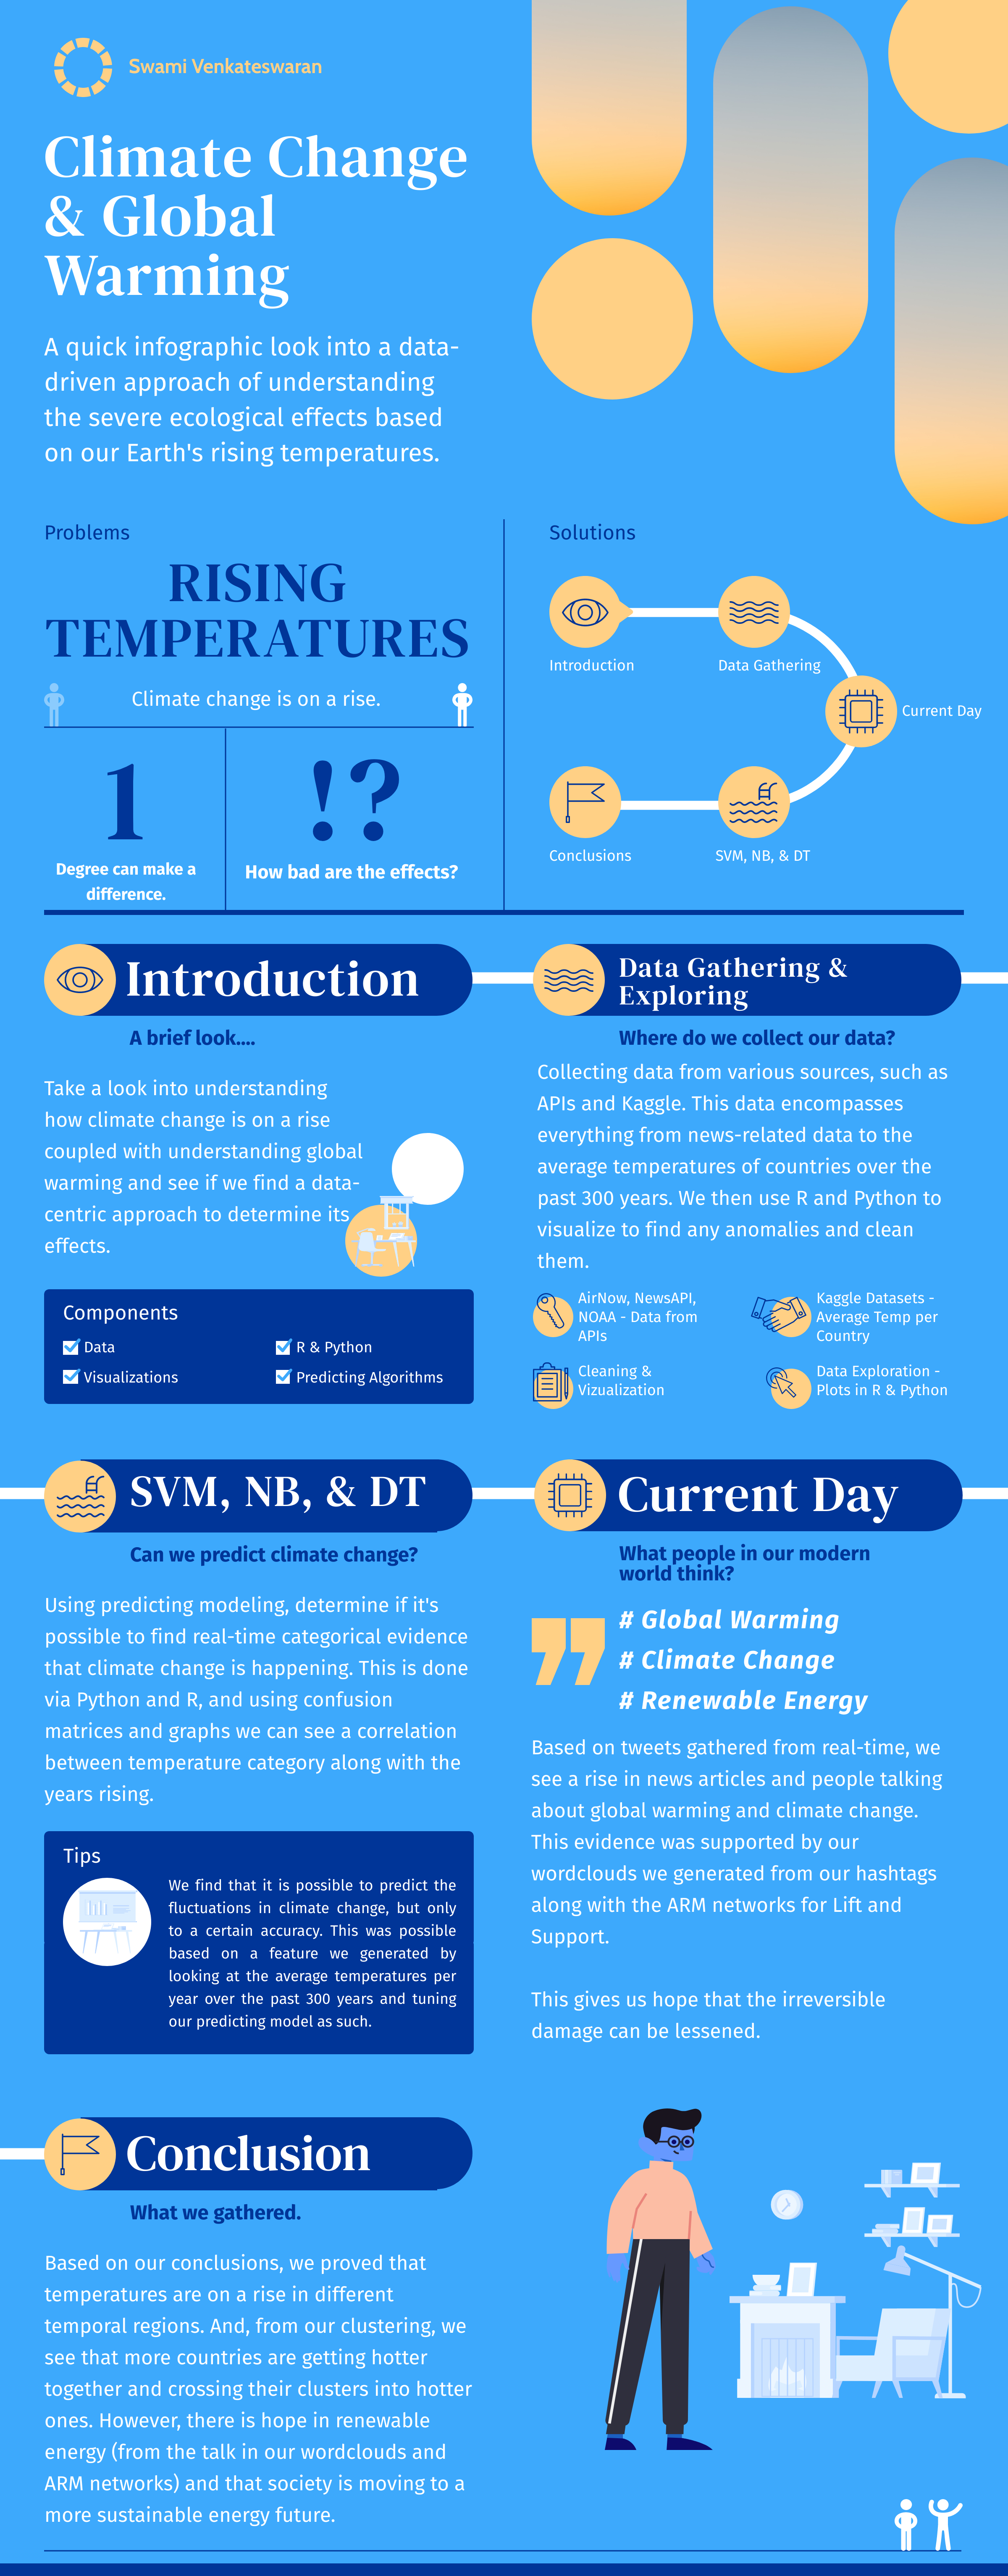 Swami Venkateswaran
Climate Change
& Global
Warming
A quick infographic look into a data-
driven approach of understanding
the severe ecological effects based
on our Earth's rising temperatures.
Problems
RISING
TEMPERATURES
Climate change is on a rise.
1
Degree can make a
difference.
!?
How bad are the effects?
Solutions
Introduction
Data Gathering
Current Day
Conclusions
SVM, NB, & DT
Introduction
A brief look....
Take a look into understanding
how climate change is on a rise
coupled with understanding global
warming and see if we find a data-
centric approach to determine its
effects.
Components
Data
R & Python
Visualizations
Predicting Algorithms
Data Gathering &
Exploring
Where do we collect our data?
Collecting data from various sources, such as
APIs and Kaggle. This data encompasses
everything from news-related data to the
average temperatures of countries over the
past 300 years. We then use R and Python to
visualize to find any anomalies and clean
them.
AirNow, NewsAPI,
NOAA - Data from
APIs
Kaggle Datasets -
Average Temp per
Country
Cleaning &
Vizualization
Data Exploration -
Plots in R & Python
SVM, NB, & DT
Can we predict climate change?
Using predicting modeling, determine if it's
possible to find real-time categorical evidence
that climate change is happening. This is done
via Python and R, and using confusion
matrices and graphs we can see a correlation
between temperature category along with the
years rising.
Tips
We find that it is possible to predict the
fluctuations in climate change, but only
to a certain accuracy. This was possible
based on a feature we generated by
looking at the average temperatures per
year over the past 300 years and tuning
our predicting model as such.
Current Day
What people in our modern
world think?
# Global Warming
# Climate Change
# Renewable Energy
Based on tweets gathered from real-time, we
see a rise in news articles and people talking
about global warming and climate change.
This evidence was supported by our
wordclouds we generated from our hashtags
along with the ARM networks for Lift and
Support.
This gives us hope that the irreversible
damage can be lessened.
Conclusion
What we gathered.
Based on our conclusions, we proved that
temperatures are on a rise in different
temporal regions. And, from our clustering, we
see that more countries are getting hotter
together and crossing their clusters into hotter
ones. However, there is hope in renewable
energy (from the talk in our wordclouds and
ARM networks) and that society is moving to a
more sustainable energy future.